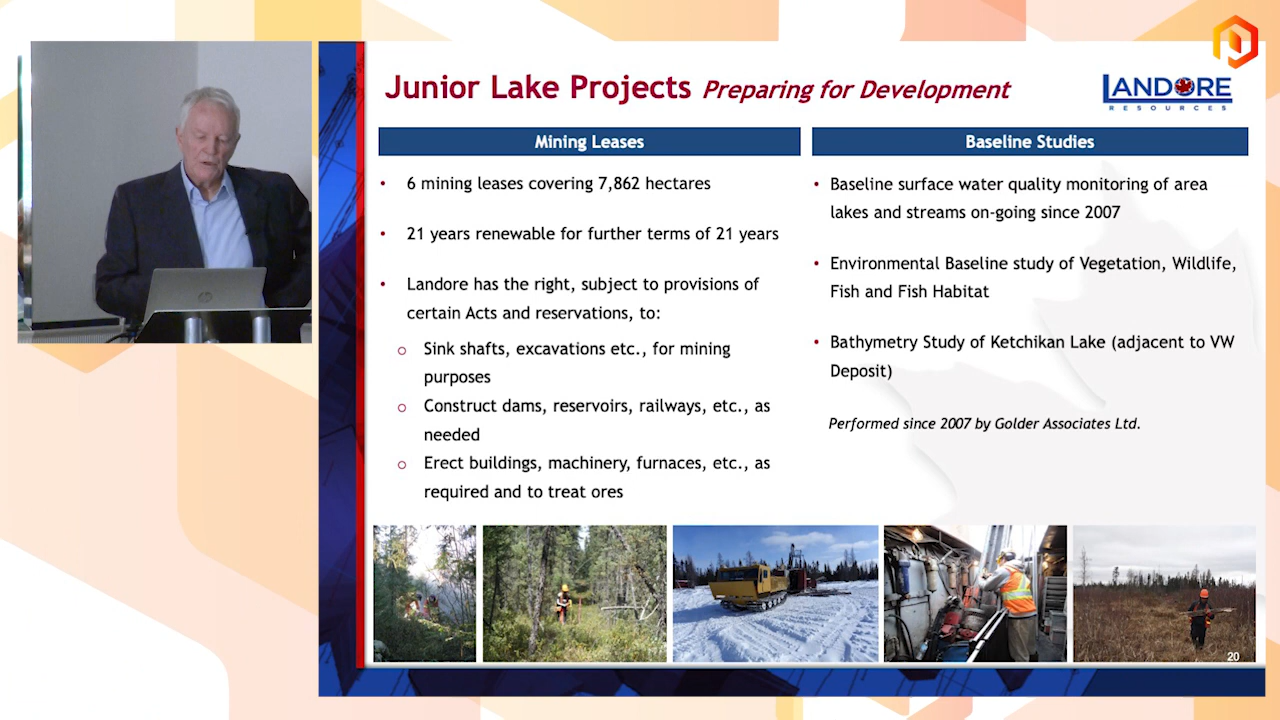 Junior Lake Projects Preparing for Development
LANDORE
RESOURCES
Mining Leases
• 6 mining leases covering 7,862 hectares
• 21 years renewable for further terms of 21 years
• Landore has the right, subject to provisions of
certain Acts and reservations, to:
o Sink shafts, excavations etc., for mining
purposes
o Construct dams, reservoirs, railways, etc., as
needed
o Erect buildings, machinery, furnaces, etc., as
required and to treat ores
Baseline Studies
• Baseline surface water quality monitoring of area
lakes and streams on-going since 2007
• Environmental Baseline study of Vegetation, Wildlife,
Fish and Fish Habitat
• Bathymetry Study of Ketchikan Lake (adjacent to VW
Deposit)
Performed since 2007 by Golder Associates Ltd.
20
hp